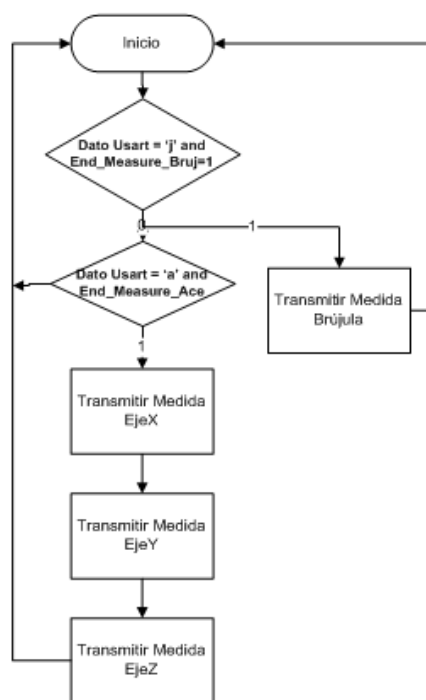 Inicio
Dato Usart = 'j' and
End_Measure_Bruj=1
0
1
Dato Usart = 'a' and
End_Measure_Ace
Transmitir Medida
Brújula
1
Transmitir Medida
EjeX
Transmitir Medida
EjeY
Transmitir Medida
EjeZ